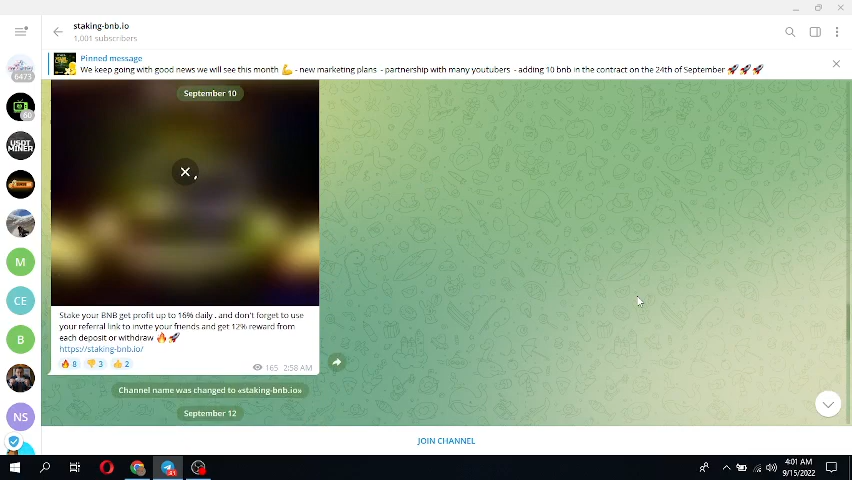 staking-bnb.io
1,001 subscribers
Pinned message
We keep going with good news we will see this month 💪 - new marketing plans - partnership with many youtubers - adding 10 bnb in the contract on the 24th of September 🚀🚀🚀
6473
September 10
60
USDT
MINER
M
Stake your BNB get profit up to 16% daily . and don't forget to use
your referral link to invite your friends and get 12% reward from
each deposit or withdraw 🔥🚀
https://staking-bnb.io/
🔥 8 👎 3 👍 2
165 2:58 AM
CE
B
Channel name was changed to «staking-bnb.io»
September 12
NS
JOIN CHANNEL
4:01 AM
9/15/2022